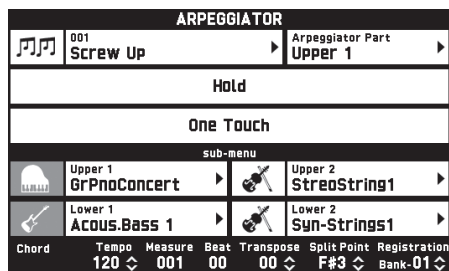 ARPEGGIATOR
001 Arpeggiator Part
Screw Up Upper 1
Hold
One Touch
sub-menu
Upper 1 Upper 2
GrPnoConcert StreoString1
Lower 1 Lower 2
Acous.Bass 1 Syn-Strings1
Chord Tempo Measure Beat Transpose Split Point Registration
120 001 00 00 F#3 Bank-01